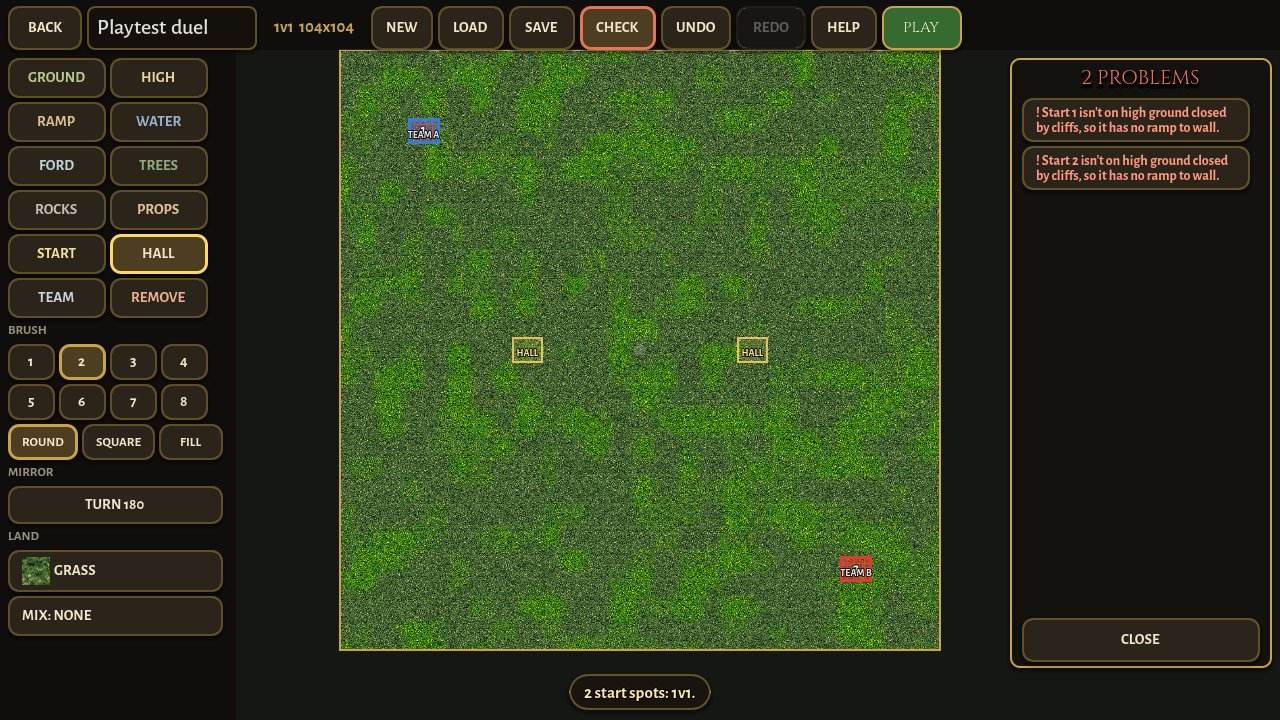 BACK
Playtest duel
1v1 104x104
NEW
LOAD
SAVE
CHECK
UNDO
REDO
HELP
PLAY
GROUND
HIGH
RAMP
WATER
FORD
TREES
ROCKS
PROPS
START
HALL
TEAM
REMOVE
BRUSH
1
2
3
4
5
6
7
8
ROUND
SQUARE
FILL
MIRROR
TURN 180
LAND
GRASS
MIX: NONE
TEAM A
HALL
HALL
TEAM B
2 start spots: 1v1.
2 PROBLEMS
! Start 1 isn't on high ground closed
by cliffs, so it has no ramp to wall.
! Start 2 isn't on high ground closed
by cliffs, so it has no ramp to wall.
CLOSE